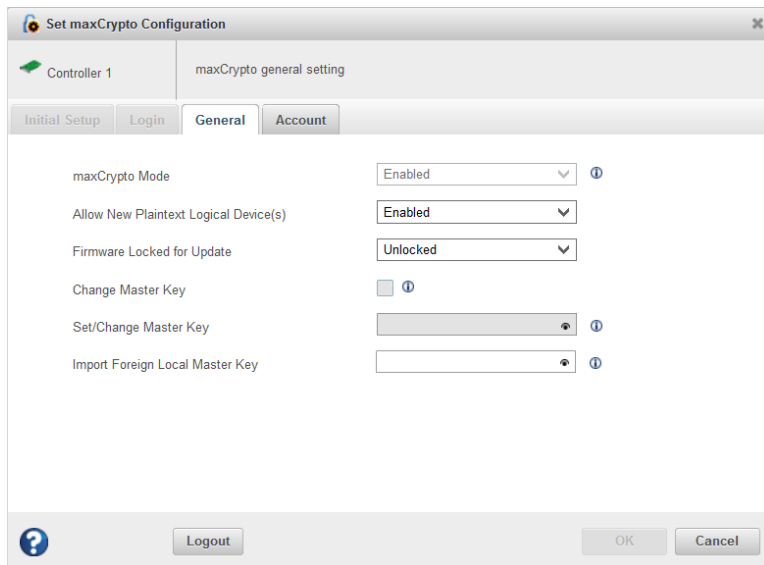 Set maxCrypto Configuration
Controller 1
maxCrypto general setting
Initial Setup Login General Account
maxCrypto Mode Enabled
Allow New Plaintext Logical Device(s) Enabled
Firmware Locked for Update Unlocked
Change Master Key
Set/Change Master Key
Import Foreign Local Master Key
Logout OK Cancel